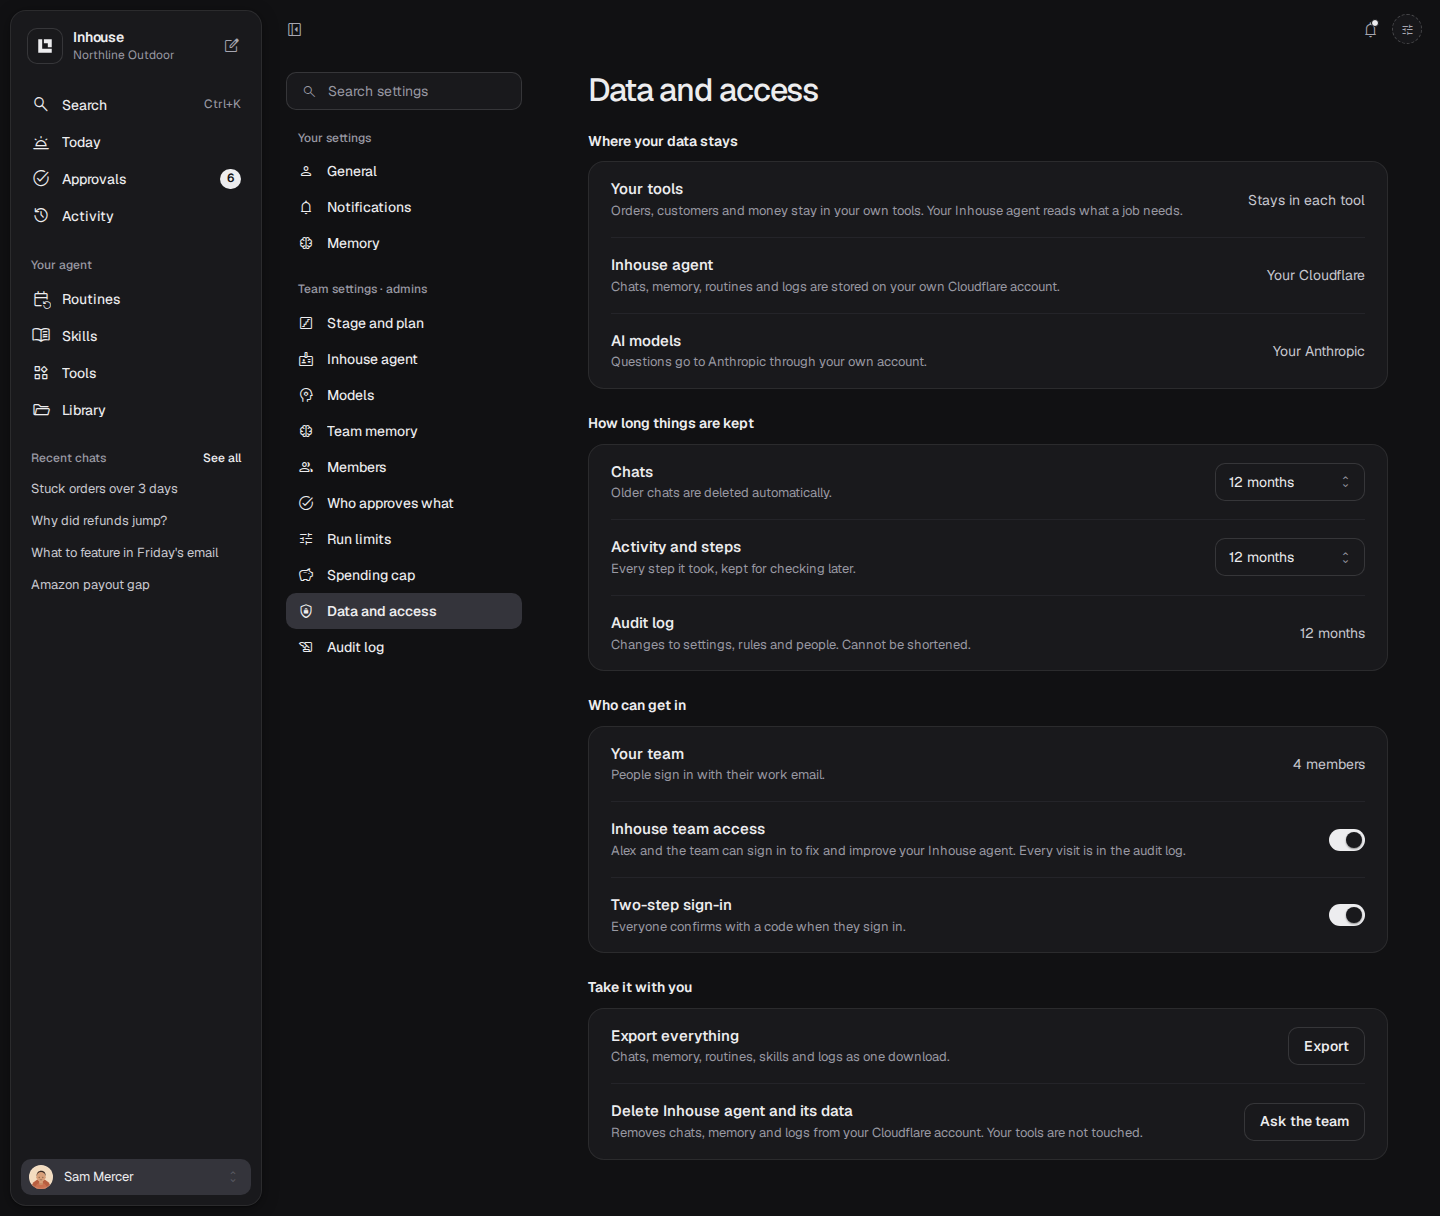 Inhouse
Northline Outdoor
Search Ctrl+K
Today
Approvals 6
Activity
Your agent
Routines
Skills
Tools
Library
Recent chats See all
Stuck orders over 3 days
Why did refunds jump?
What to feature in Friday's email
Amazon payout gap
Sam Mercer
Search settings
Your settings
General
Notifications
Memory
Team settings · admins
Stage and plan
Inhouse agent
Models
Team memory
Members
Who approves what
Run limits
Spending cap
Data and access
Audit log
Data and access
Where your data stays
Your tools
Orders, customers and money stay in your own tools. Your Inhouse agent reads what a job needs.
Stays in each tool
Inhouse agent
Chats, memory, routines and logs are stored on your own Cloudflare account.
Your Cloudflare
AI models
Questions go to Anthropic through your own account.
Your Anthropic
How long things are kept
Chats
Older chats are deleted automatically.
12 months
Activity and steps
Every step it took, kept for checking later.
12 months
Audit log
Changes to settings, rules and people. Cannot be shortened.
12 months
Who can get in
Your team
People sign in with their work email.
4 members
Inhouse team access
Alex and the team can sign in to fix and improve your Inhouse agent. Every visit is in the audit log.
Two-step sign-in
Everyone confirms with a code when they sign in.
Take it with you
Export everything
Chats, memory, routines, skills and logs as one download.
Export
Delete Inhouse agent and its data
Removes chats, memory and logs from your Cloudflare account. Your tools are not touched.
Ask the team